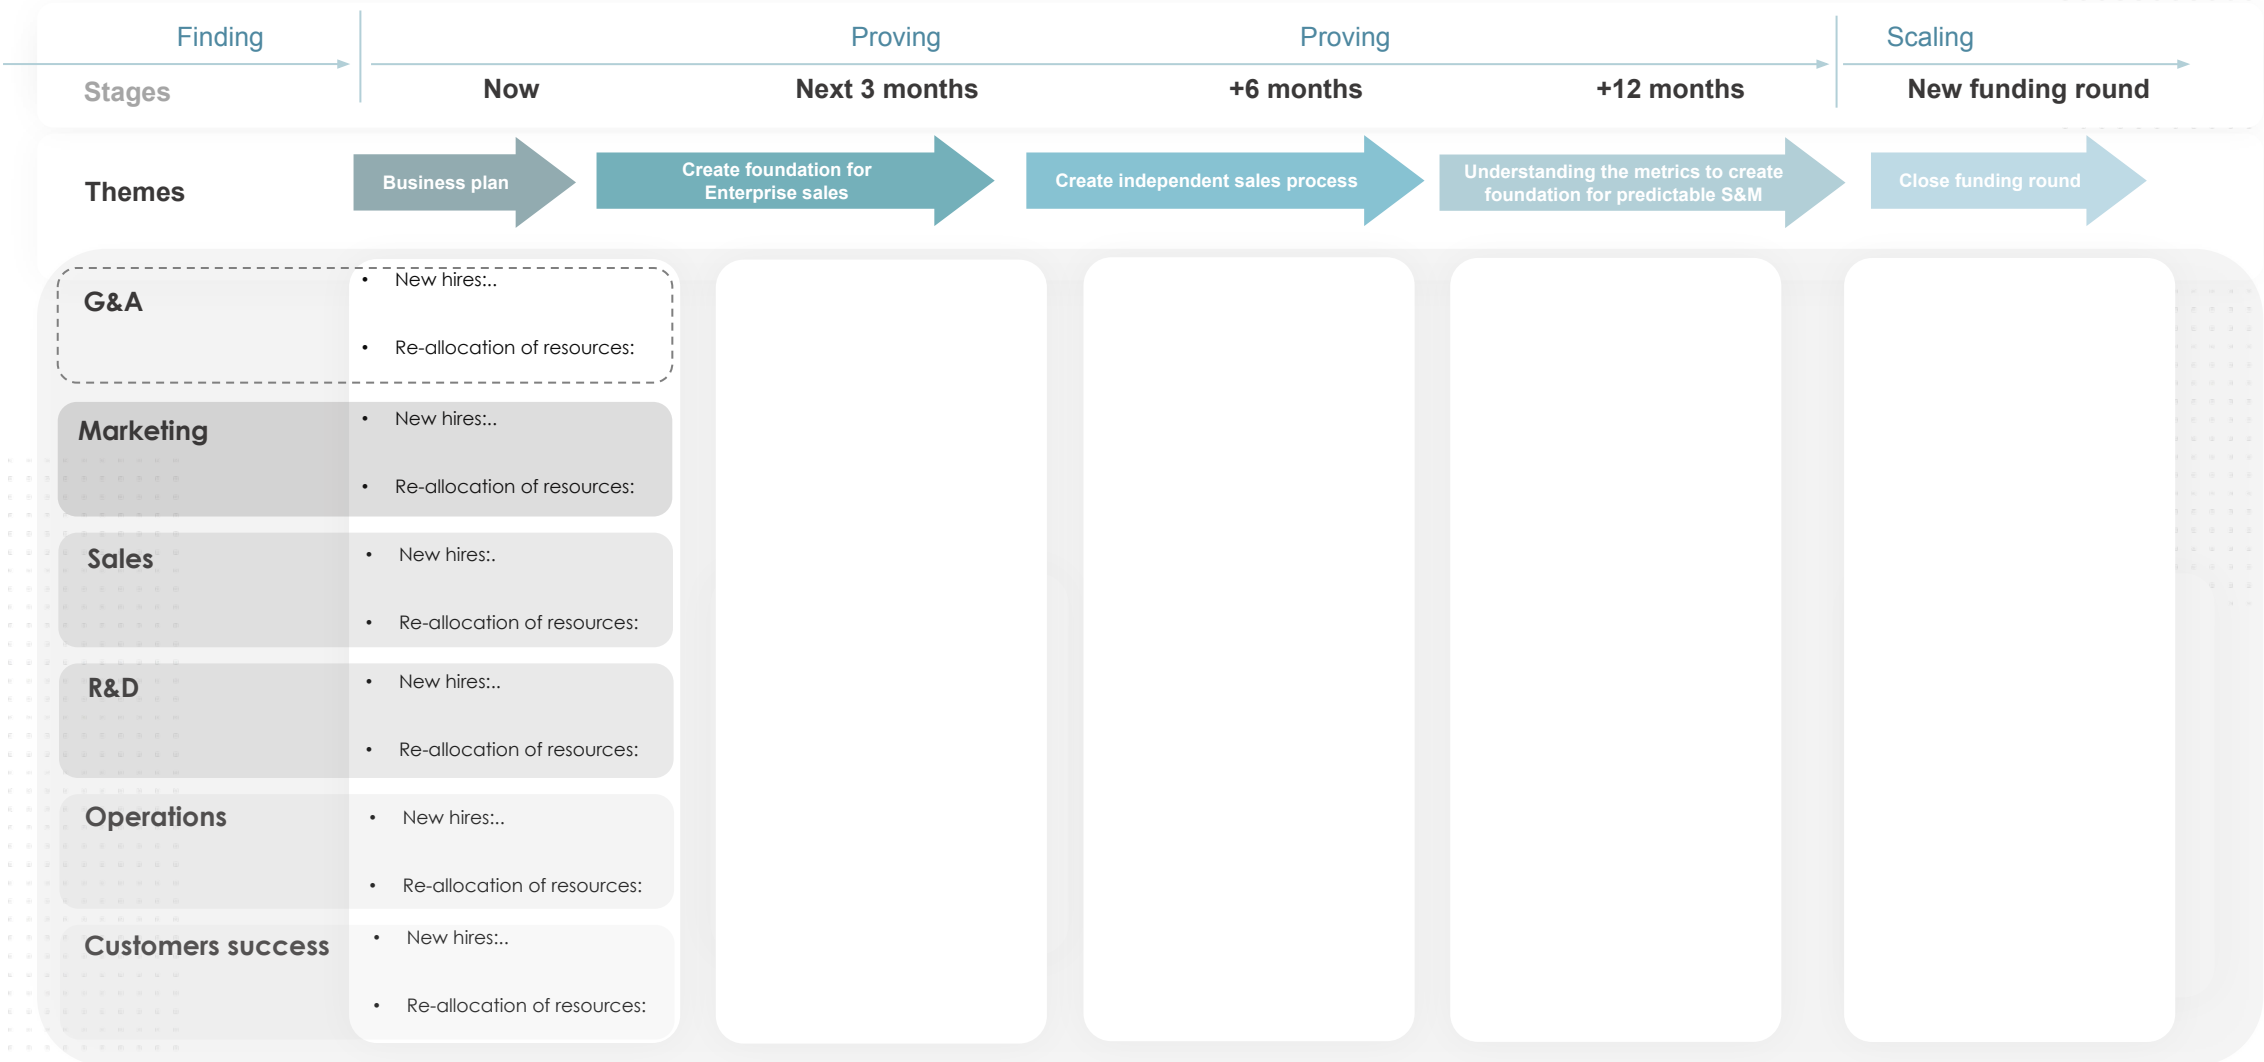 Finding
Proving
Proving
Scaling
Stages
Now
Next 3 months
+6 months
+12 months
New funding round
Themes
Business plan
Create foundation for
Enterprise sales
Create independent sales process
Understanding the metrics to create
foundation for predictable S&M
Close funding round
G&A
• New hires:..
• Re-allocation of resources:
Marketing
• New hires:..
• Re-allocation of resources:
Sales
• New hires:.
• Re-allocation of resources:
R&D
• New hires:..
• Re-allocation of resources:
Operations
• New hires:..
• Re-allocation of resources:
Customers success
• New hires:..
• Re-allocation of resources: